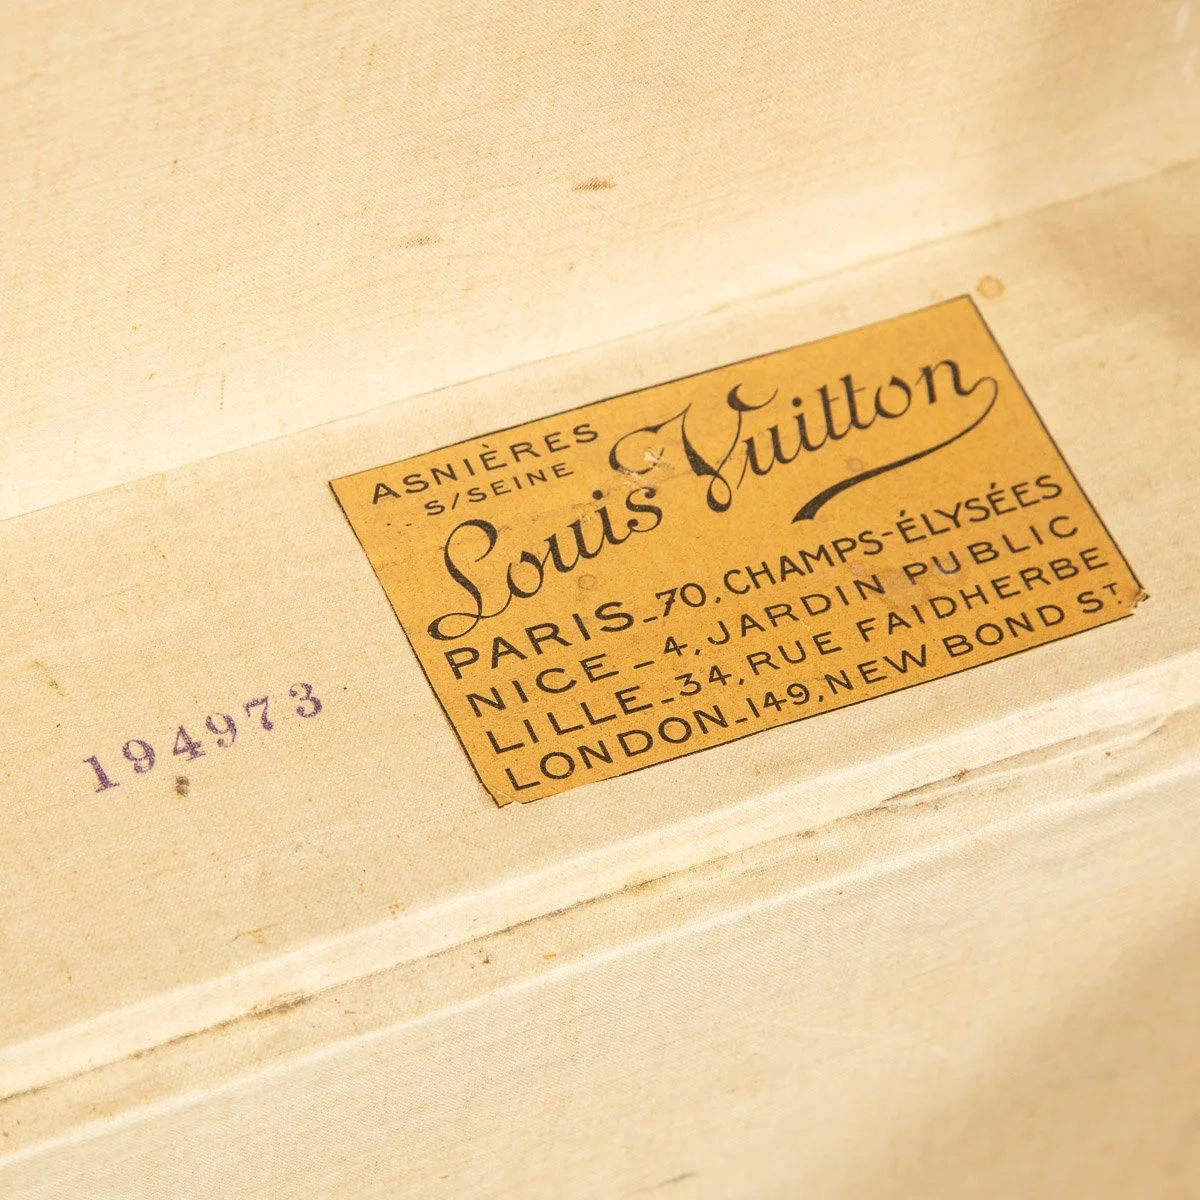 ASNIÈRES
S/SEINE
Louis Vuitton
PARIS_70, CHAMPS-ÉLYSÉES
NICE_4, JARDIN PUBLIC
LILLE_34, RUE FAIDHERBE
LONDON_149, NEW BOND ST.
194973